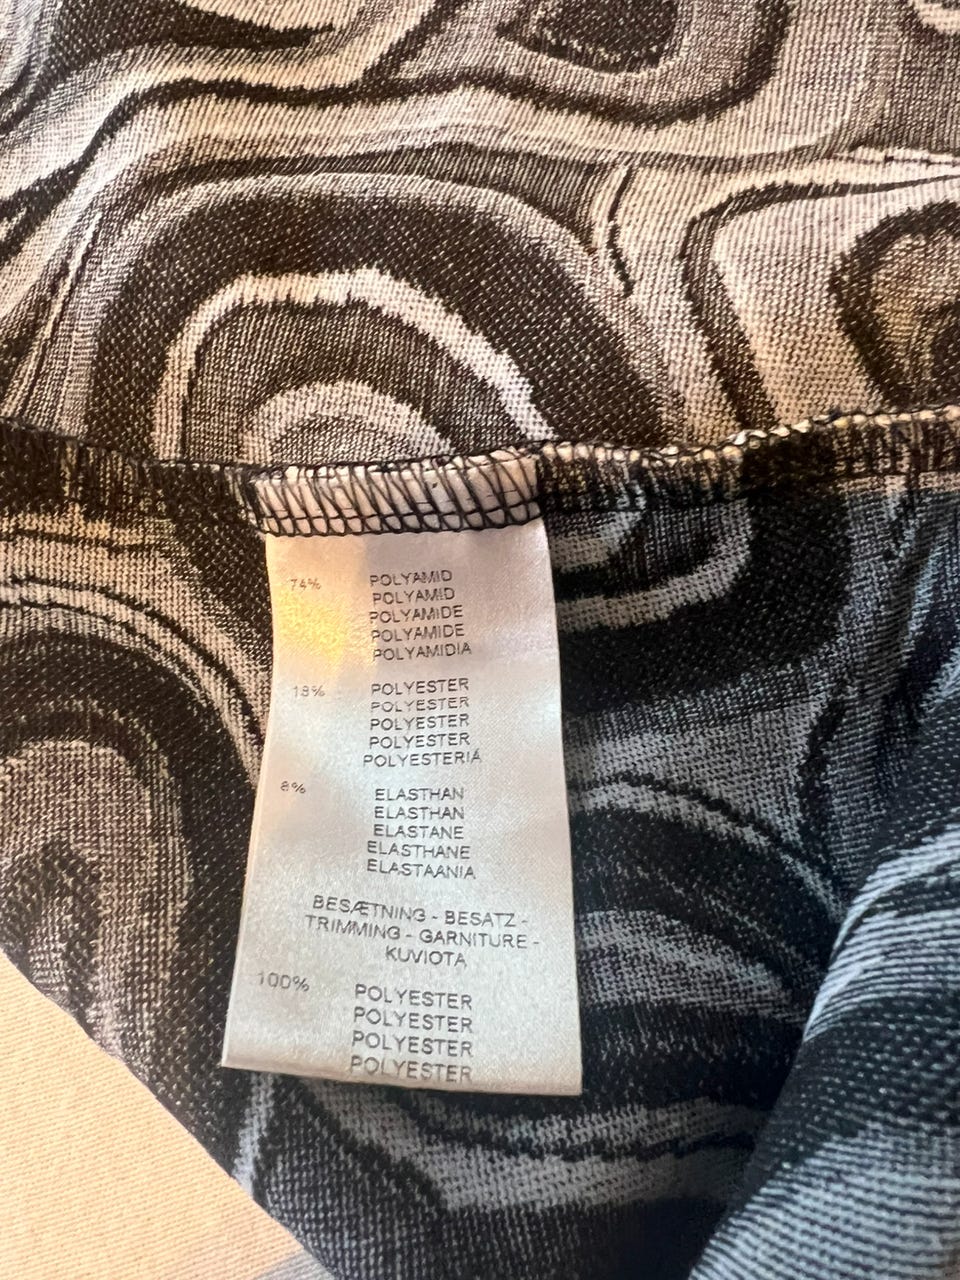 74% POLYAMID
POLYAMID
POLYAMIDE
POLYAMIDE
POLYAMIDIA
18% POLYESTER
POLYESTER
POLYESTER
POLYESTER
POLYESTERIÁ
8% ELASTHAN
ELASTHAN
ELASTANE
ELASTHANE
ELASTAANIA
BESÆTNING - BESATZ -
TRIMMING - GARNITURE -
KUVIOTA
100% POLYESTER
POLYESTER
POLYESTER
POLYESTER